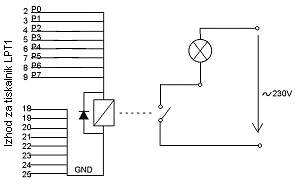 Izhod za tiskalnik LPT1
2 P0
3 P1
4 P2
5 P3
6 P4
7 P5
8 P6
9 P7
18
19
20
21
22
23
24
25
GND
~230V